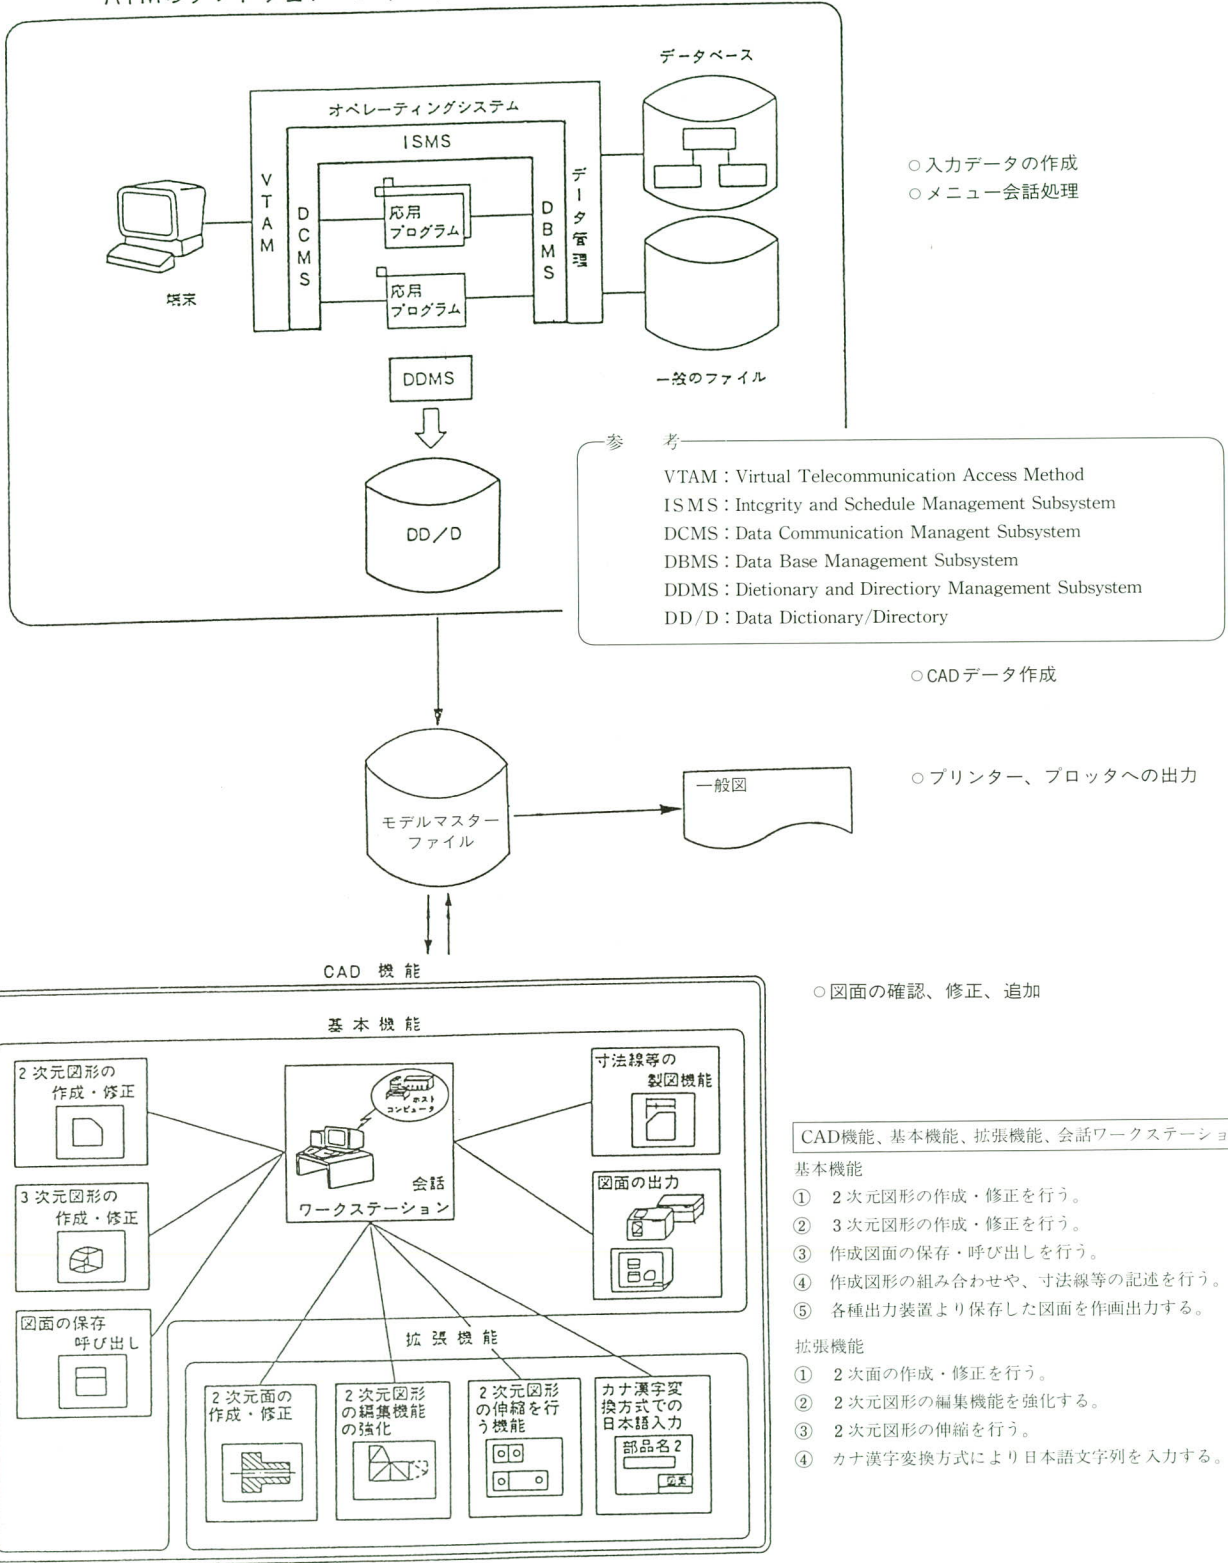 データベース
オペレーティングシステム
ISMS
VTAM
DCMS
応用
プログラム
応用
プログラム
DBMS
データ管理
端末
一般のファイル
DDMS
DD/D
○入力データの作成
○メニュー会話処理
参 考
VTAM：Virtual Telecommunication Access Method
ISMS：Intcgrity and Schedule Management Subsystem
DCMS：Data Communication Managent Subsystem
DBMS：Data Base Management Subsystem
DDMS：Dietionary and Directiory Management Subsystem
DD/D：Data Dictionary/Directory
○CADデータ作成
モデルマスター
ファイル
一般図
○プリンター、プロッタへの出力
CAD 機能
○図面の確認、修正、追加
基本機能
2次元図形の
作成・修正
3次元図形の
作成・修正
図面の保存
呼び出し
ホスト
コンピュータ
会話
ワークステーション
寸法線等の
製図機能
図面の出力
拡張機能
2次元面の
作成・修正
2次元図形
の編集機能
の強化
2次元図形
の伸縮を行
う機能
カナ漢字変
換方式での
日本語入力
部品名2
CAD機能、基本機能、拡張機能、会話ワークステーショ
基本機能
① 2次元図形の作成・修正を行う。
② 3次元図形の作成・修正を行う。
③ 作成図面の保存・呼び出しを行う。
④ 作成図形の組み合わせや、寸法線等の記述を行う。
⑤ 各種出力装置より保存した図面を作画出力する。
拡張機能
① 2次面の作成・修正を行う。
② 2次元図形の編集機能を強化する。
③ 2次元図形の伸縮を行う。
④ カナ漢字変換方式により日本語文字列を入力する。